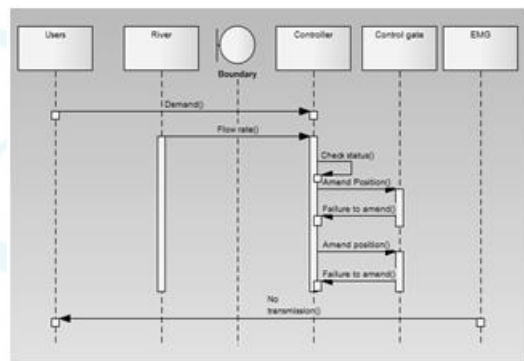 Users
River
Boundary
Controller
Control gate
EMG
Demand()
Flow rate()
Check status()
Amend Position()
Failure to amend()
Amend position()
Failure to amend()
No
transmission()